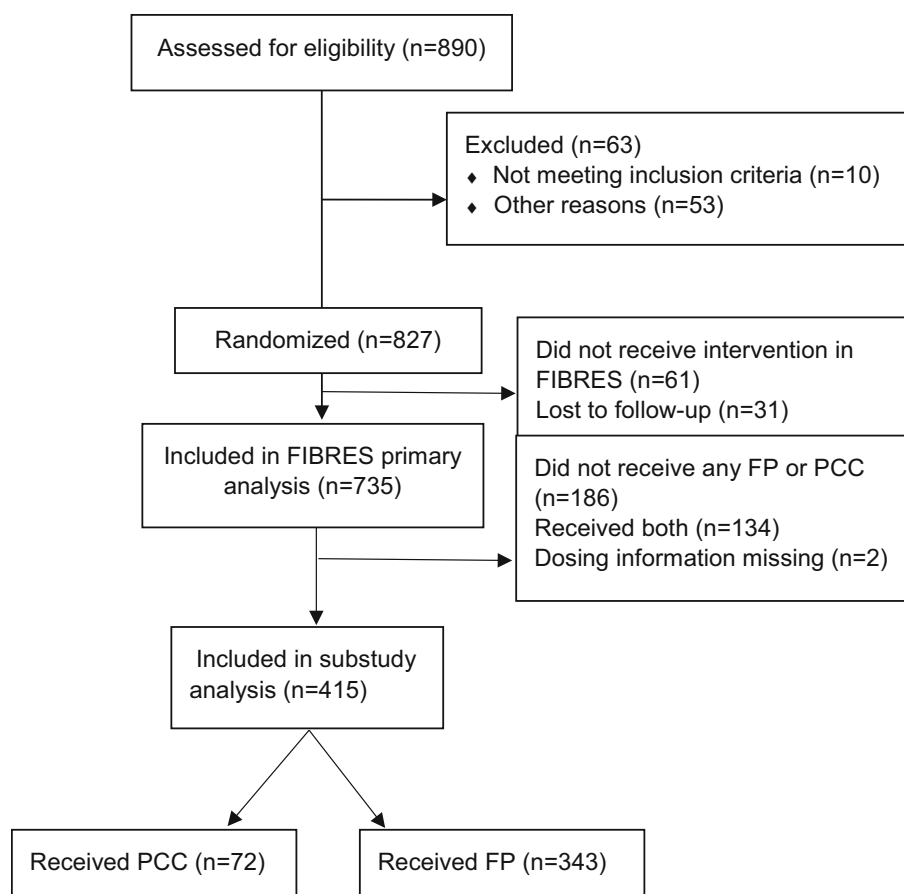 Assessed for eligibility (n=890)
Excluded (n=63)
♦ Not meeting inclusion criteria (n=10)
♦ Other reasons (n=53)
Randomized (n=827)
Did not receive intervention in
FIBRES (n=61)
Lost to follow-up (n=31)
Included in FIBRES primary
analysis (n=735)
Did not receive any FP or PCC
(n=186)
Received both (n=134)
Dosing information missing (n=2)
Included in substudy
analysis (n=415)
Received PCC (n=72)
Received FP (n=343)